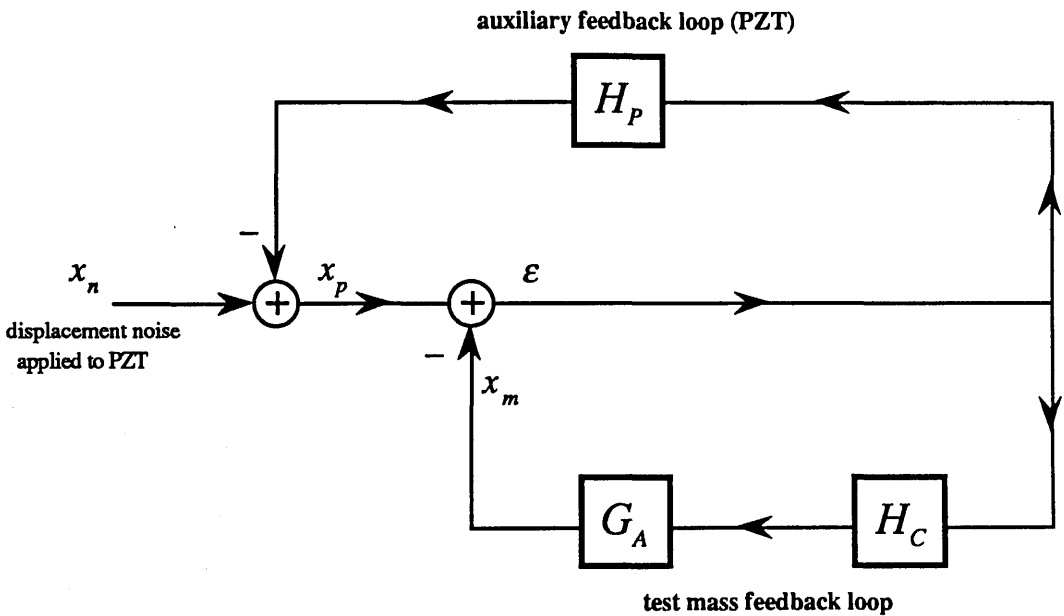 auxiliary feedback loop (PZT)
H_P
−
x_n
x_p
ε
+
+
displacement noise
applied to PZT
−
x_m
G_A
H_C
test mass feedback loop